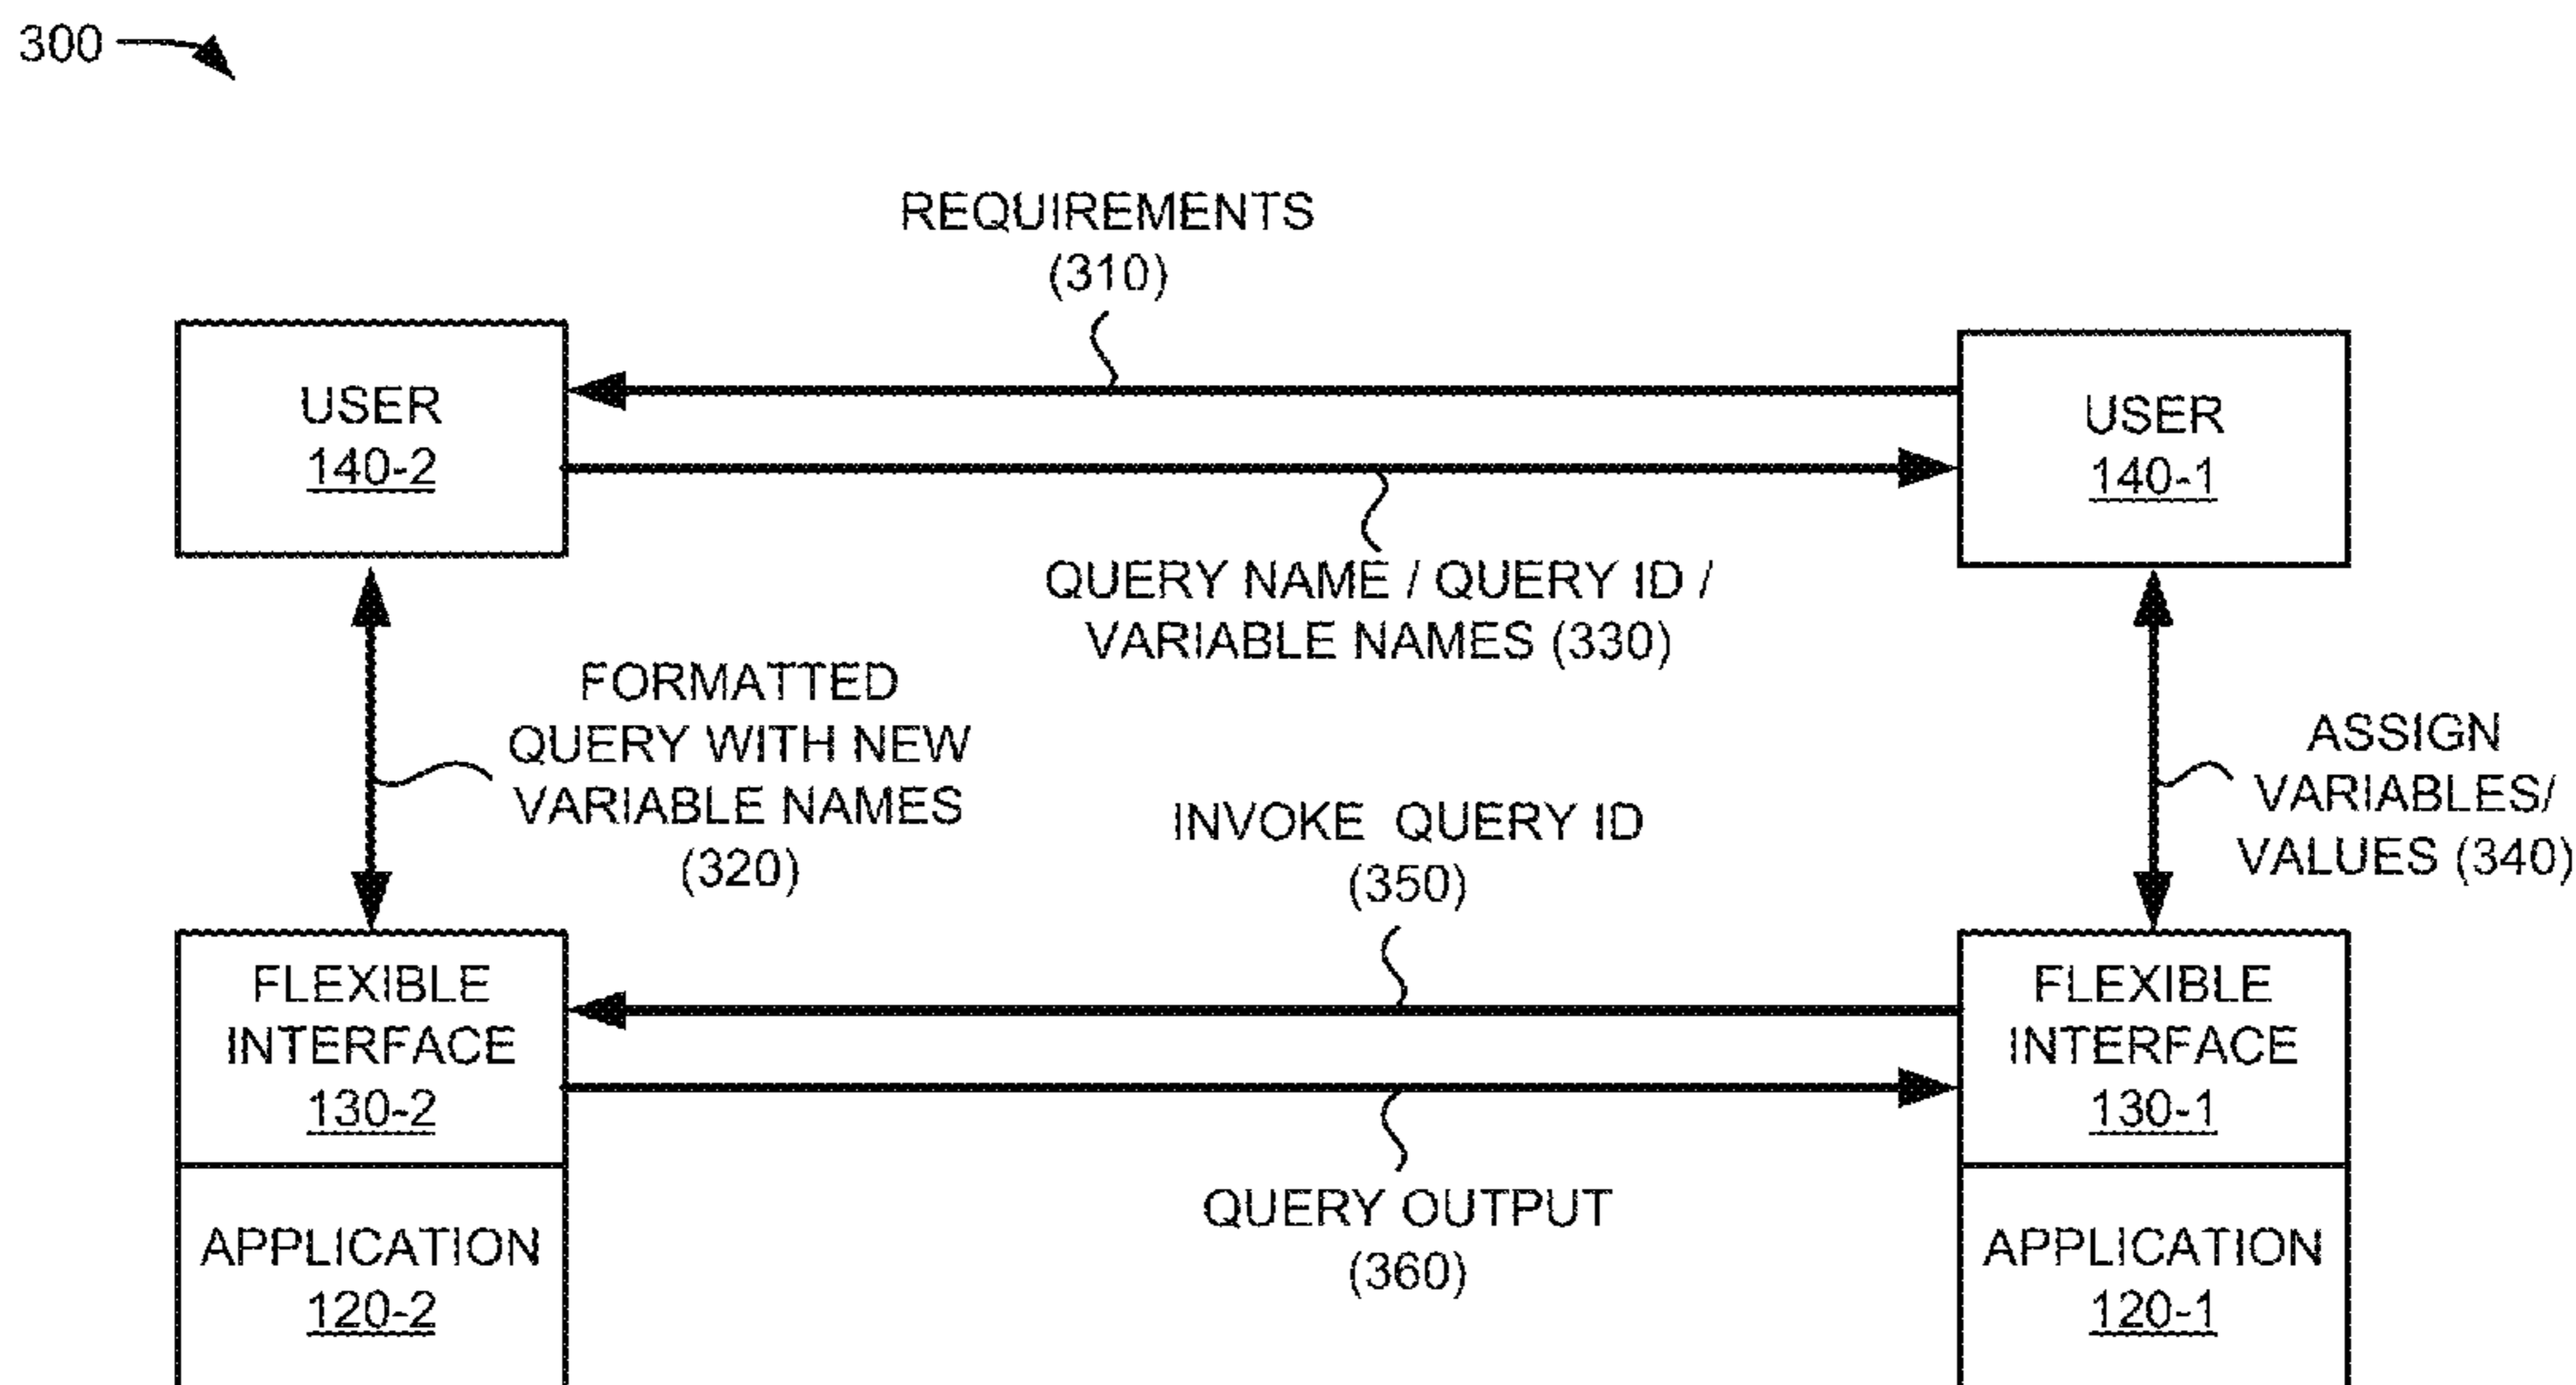 300
REQUIREMENTS
(310)
USER
140-2
USER
140-1
QUERY NAME / QUERY ID /
VARIABLE NAMES (330)
FORMATTED
QUERY WITH NEW
VARIABLE NAMES
(320)
ASSIGN
VARIABLES/
VALUES (340)
INVOKE QUERY ID
(350)
FLEXIBLE
INTERFACE
130-2
FLEXIBLE
INTERFACE
130-1
QUERY OUTPUT
(360)
APPLICATION
120-2
APPLICATION
120-1